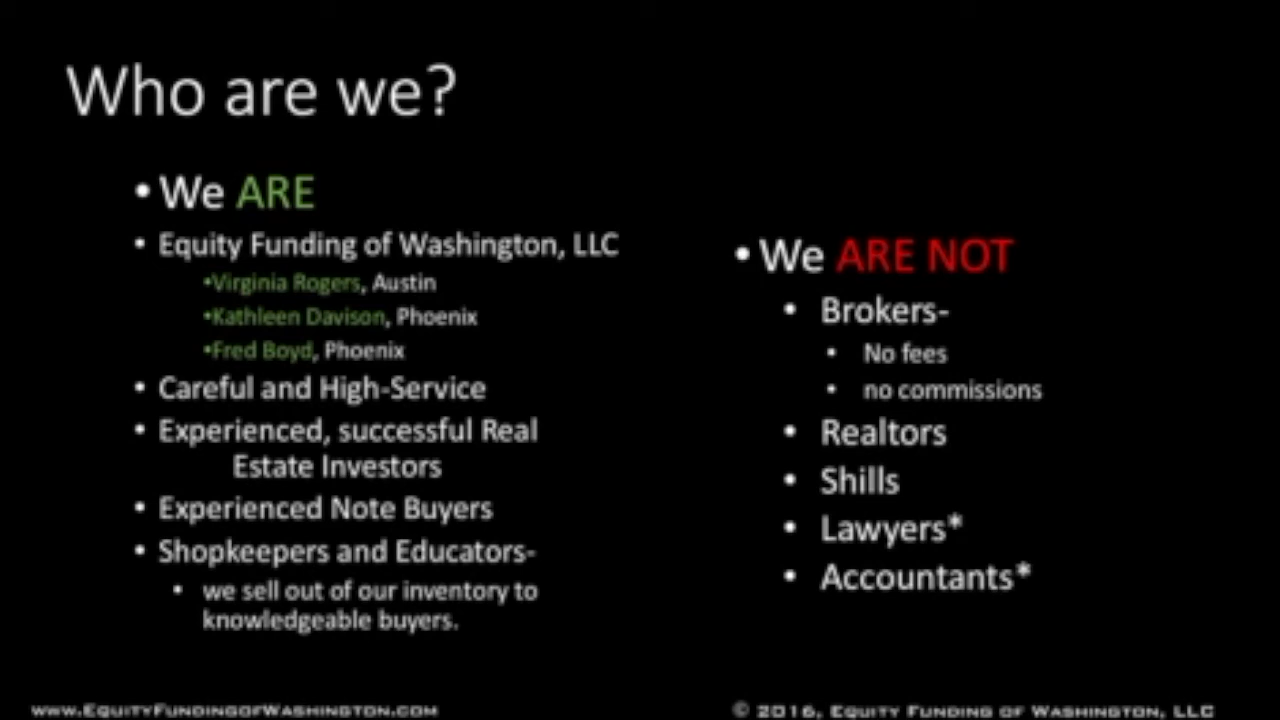 Who are we?
•We ARE
• Equity Funding of Washington, LLC
•Virginia Rogers, Austin
•Kathleen Davison, Phoenix
•Fred Boyd, Phoenix
• Careful and High-Service
• Experienced, successful Real
Estate Investors
• Experienced Note Buyers
• Shopkeepers and Educators-
• we sell out of our inventory to
knowledgeable buyers.
•We ARE NOT
• Brokers-
• No fees
• no commissions
• Realtors
• Shills
• Lawyers*
• Accountants*
www.EquityFundingofWashington.com
© 2016, Equity Funding of Washington, LLC